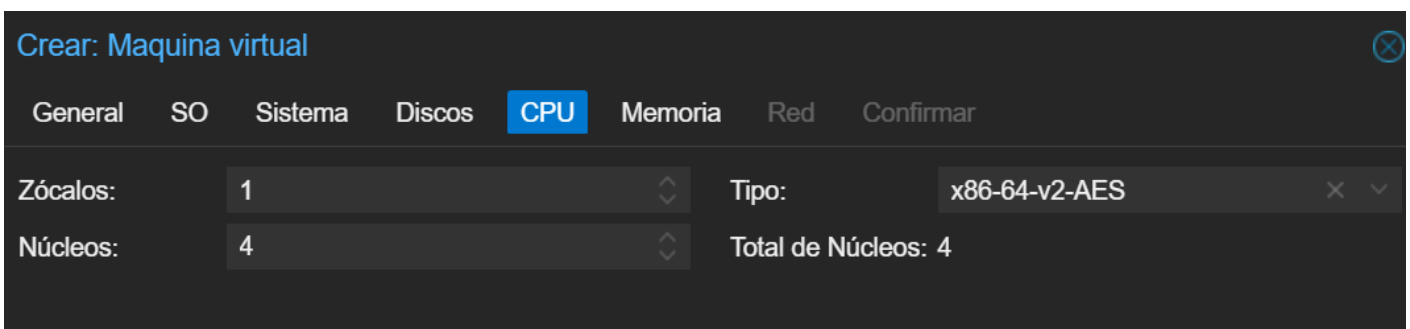 Crear: Maquina virtual
General SO Sistema Discos CPU Memoria Red Confirmar
Zócalos: 1 Tipo: x86-64-v2-AES
Núcleos: 4 Total de Núcleos: 4